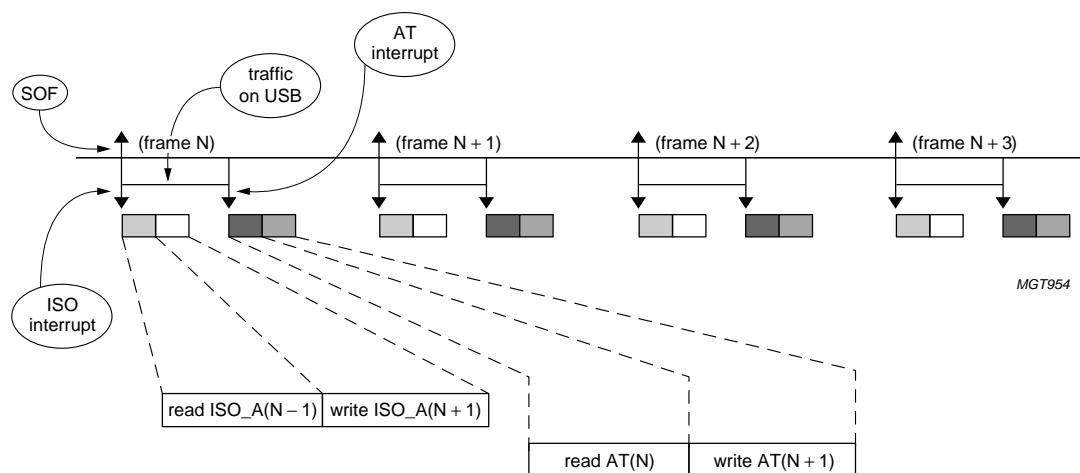 AT
interrupt
traffic
on USB
SOF
(frame N)
(frame N + 1)
(frame N + 2)
(frame N + 3)
MGT954
ISO
interrupt
read ISO_A(N − 1)
write ISO_A(N + 1)
read AT(N)
write AT(N + 1)